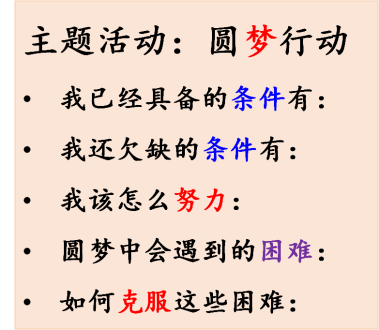 主题活动：圆梦行动
• 我已经具备的条件有：
• 我还欠缺的条件有：
• 我该怎么努力：
• 圆梦中会遇到的困难：
• 如何克服这些困难：